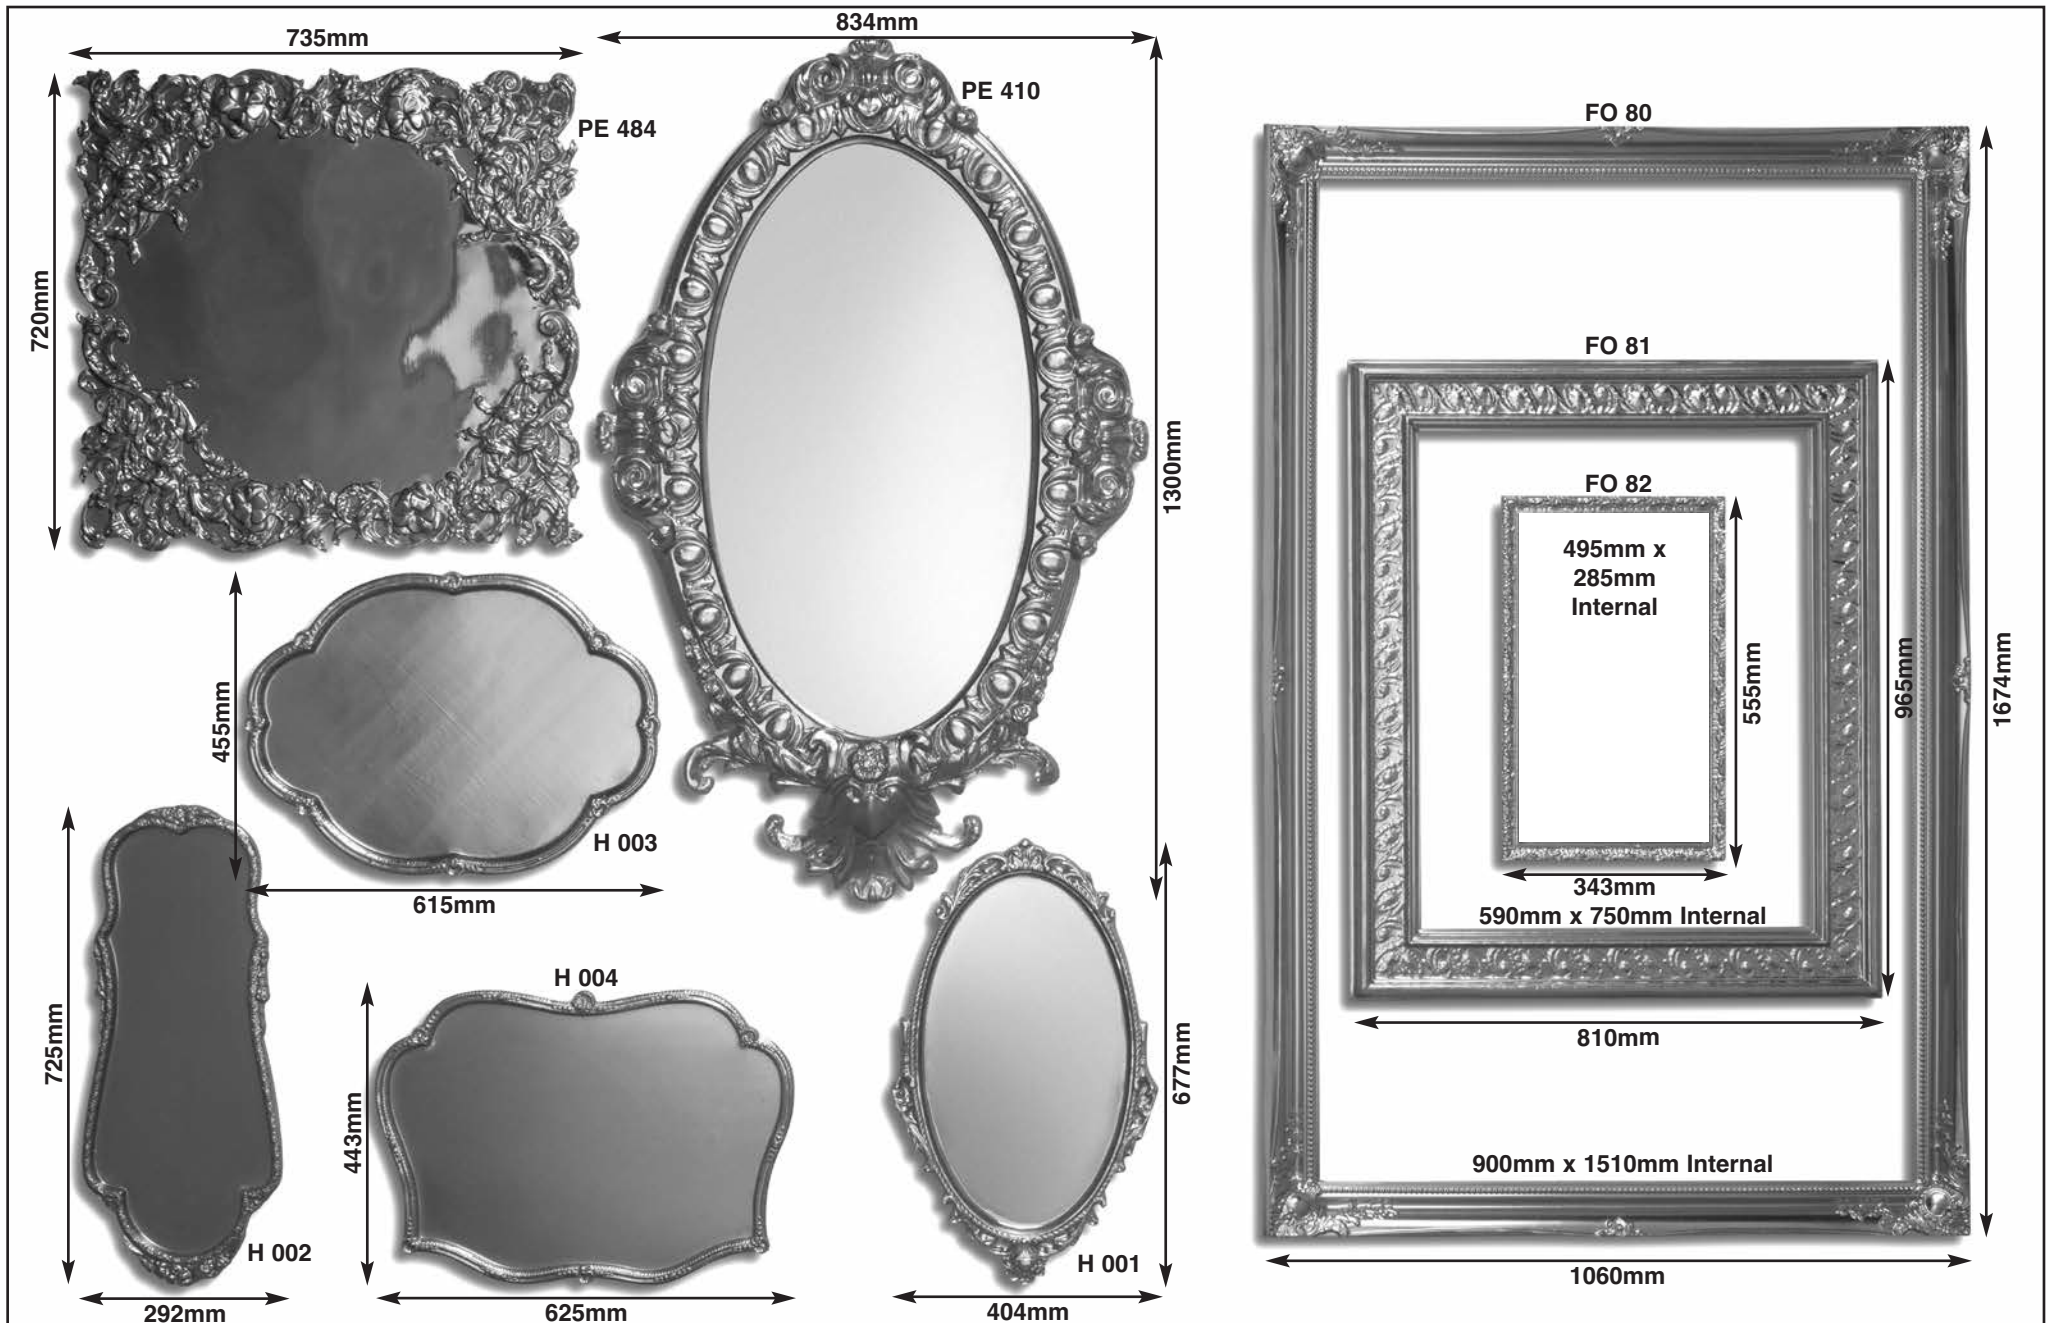 735mm
834mm
PE 484
PE 410
720mm
1300mm
FO 80
FO 81
FO 82
495mm x
285mm
Internal
555mm
965mm
1674mm
343mm
590mm x 750mm Internal
810mm
900mm x 1510mm Internal
1060mm
455mm
H 003
615mm
725mm
H 002
292mm
H 004
443mm
625mm
677mm
H 001
404mm